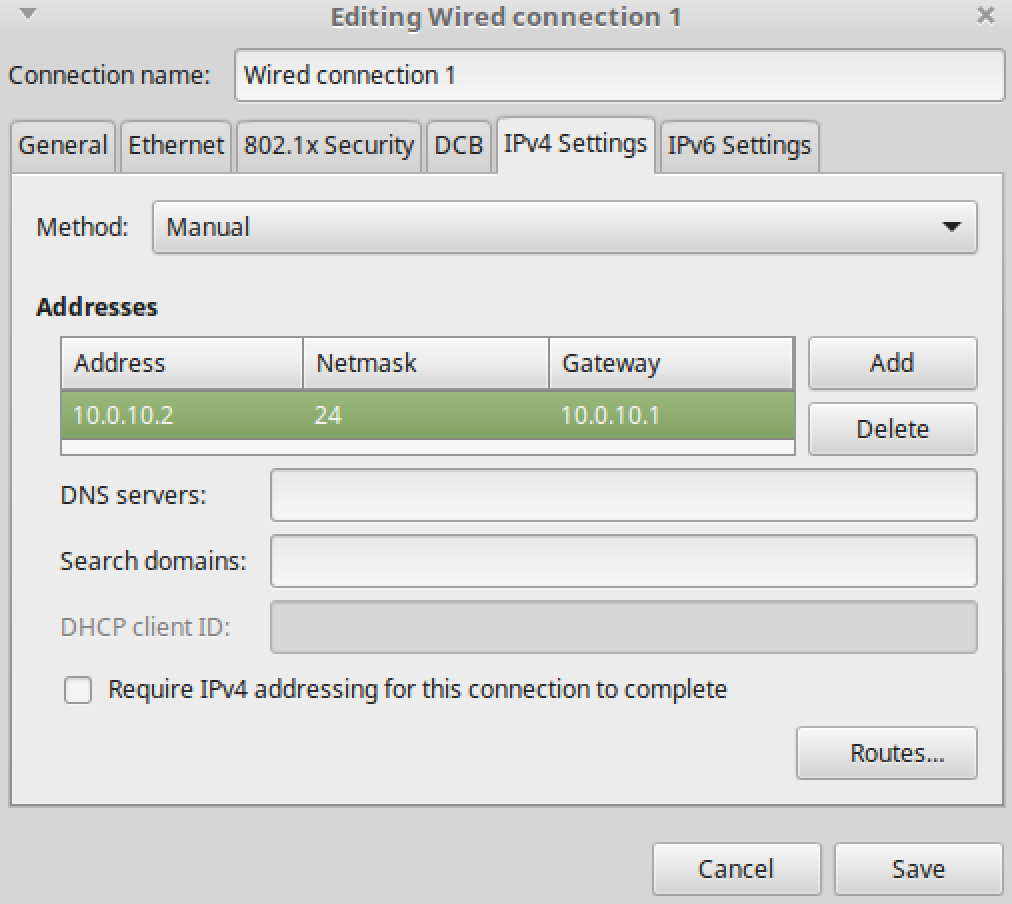 Editing Wired connection 1
Connection name: Wired connection 1
General Ethernet 802.1x Security DCB IPv4 Settings IPv6 Settings
Method: Manual
Addresses
Address Netmask Gateway Add
10.0.10.2 24 10.0.10.1
Delete
DNS servers:
Search domains:
DHCP client ID:
Require IPv4 addressing for this connection to complete
Routes...
Cancel Save